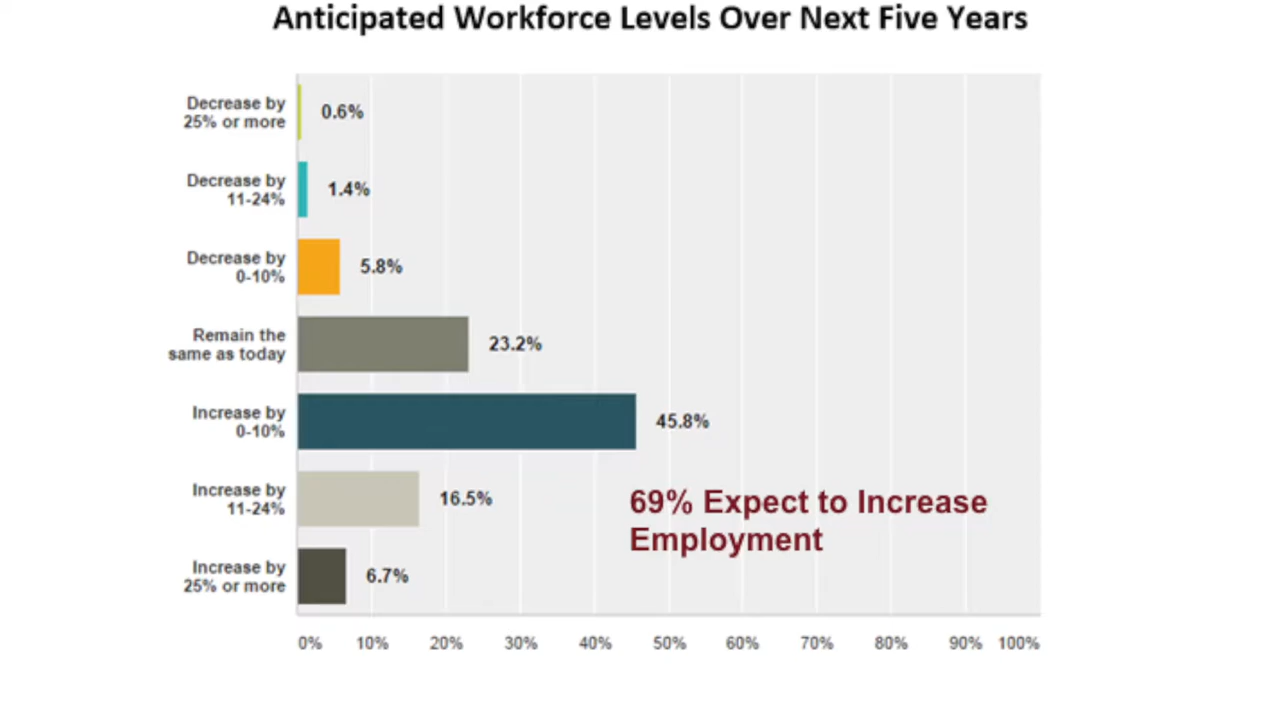 Anticipated Workforce Levels Over Next Five Years
Decrease by
25% or more
0.6%
Decrease by
11-24%
1.4%
Decrease by
0-10%
5.8%
Remain the
same as today
23.2%
Increase by
0-10%
45.8%
Increase by
11-24%
16.5%
69% Expect to Increase
Employment
Increase by
25% or more
6.7%
0% 10% 20% 30% 40% 50% 60% 70% 80% 90% 100%